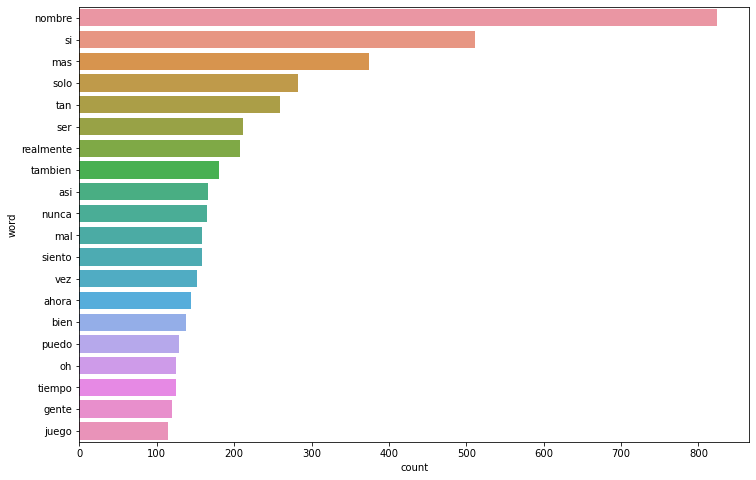 nombre
si
mas
solo
tan
ser
realmente
tambien
asi
nunca
mal
siento
vez
ahora
bien
puedo
oh
tiempo
gente
juego
word
0 100 200 300 400 500 600 700 800
count